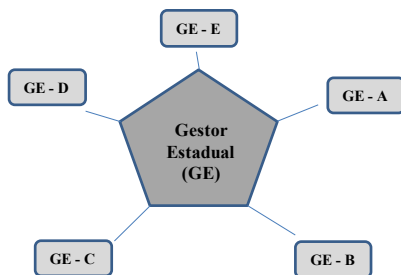 GE - E
GE - D
GE - A
Gestor
Estadual
(GE)
GE - C
GE - B